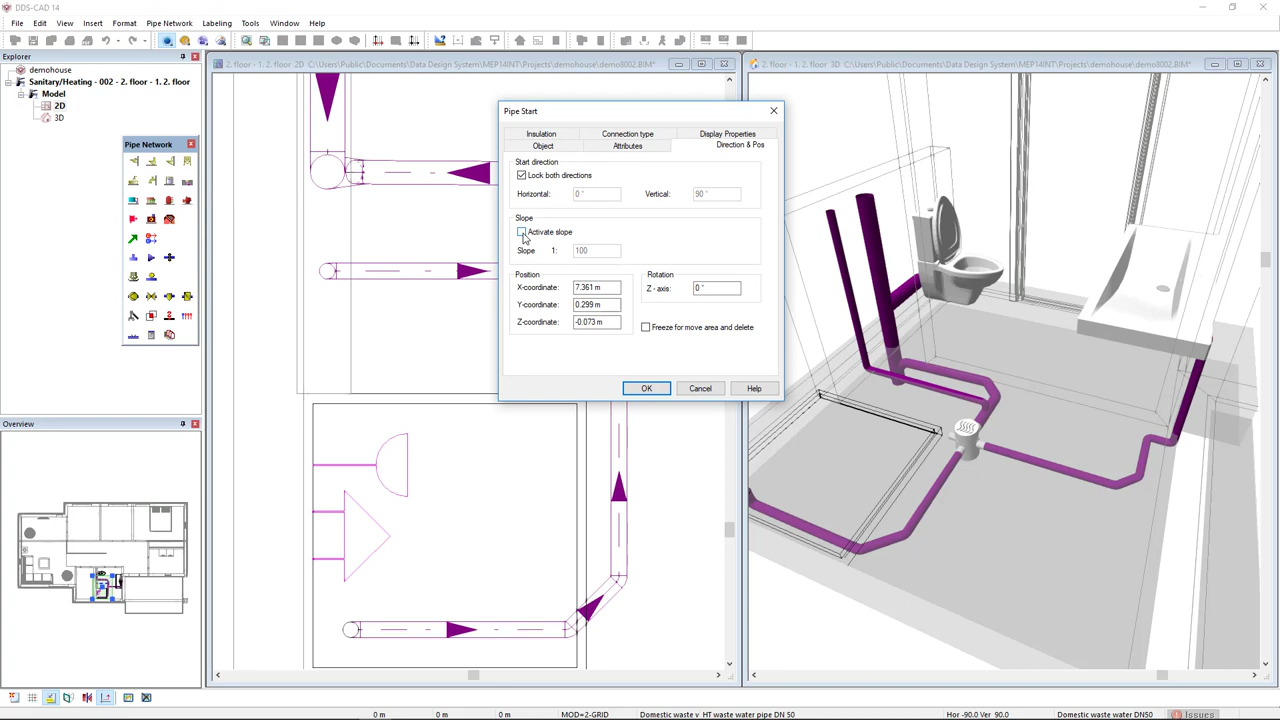 DDS-CAD 14
File Edit View Insert Format Pipe Network Labeling Tools Window Help
Explorer
demohouse
Sanitary/Heating - 002 - 2. floor - 1. 2. floor
Model
2D
3D
Pipe Network
Overview
2. floor - 1. 2. floor 2D C:\Users\Public\Documents\Data Design System\MEP14INT\Projects\demohouse\demo8002.BIM*
2. floor - 1. 2. floor 3D C:\Users\Public\Documents\Data Design System\MEP14INT\Projects\demohouse\demo8002.BIM*
Pipe Start
Insulation Connection type Display Properties
Object Attributes Direction & Pos
Start direction
Lock both directions
Horizontal: 0 ° Vertical: 90 °
Slope
Activate slope
Slope 1: 100
Position Rotation
X-coordinate: 7.361 m Z - axis: 0 °
Y-coordinate: 0.299 m
Z-coordinate: -0.073 m Freeze for move area and delete
OK Cancel Help
0 m 0 m 0 m MOD=2-GRID Domestic waste v HT waste water pipe DN 50 Hor -90.0 Ver 90.0 Domestic waste DN50 Issues